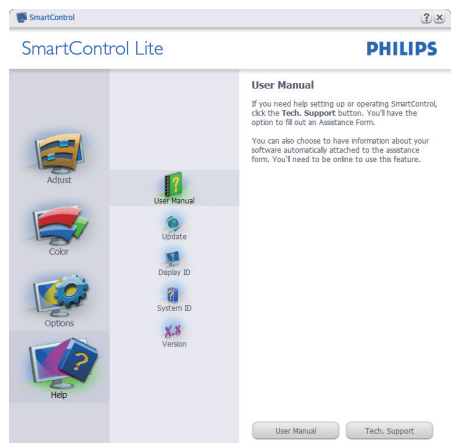 SmartControl
SmartControl Lite
PHILIPS
Adjust
Color
Options
Help
User Manual
Update
Display ID
System ID
Version
User Manual
If you need help setting up or operating SmartControl,
click the Tech. Support button. You'll have the
option to fill out an Assistance Form.
You can also choose to have information about your
software automatically attached to the assistance
form. You'll need to be online to use this feature.
User Manual
Tech. Support